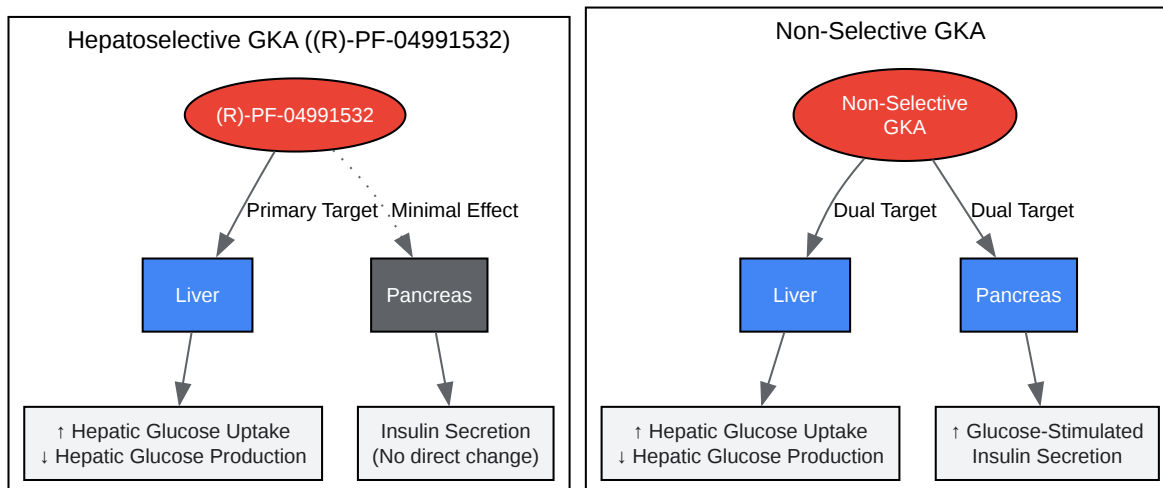 Hepatoselective GKA ((R)-PF-04991532)
(R)-PF-04991532
Primary Target
Minimal Effect
Liver
Pancreas
↑ Hepatic Glucose Uptake
↓ Hepatic Glucose Production
Insulin Secretion
(No direct change)
Non-Selective GKA
Non-Selective
GKA
Dual Target
Dual Target
Liver
Pancreas
↑ Hepatic Glucose Uptake
↓ Hepatic Glucose Production
↑ Glucose-Stimulated
Insulin Secretion